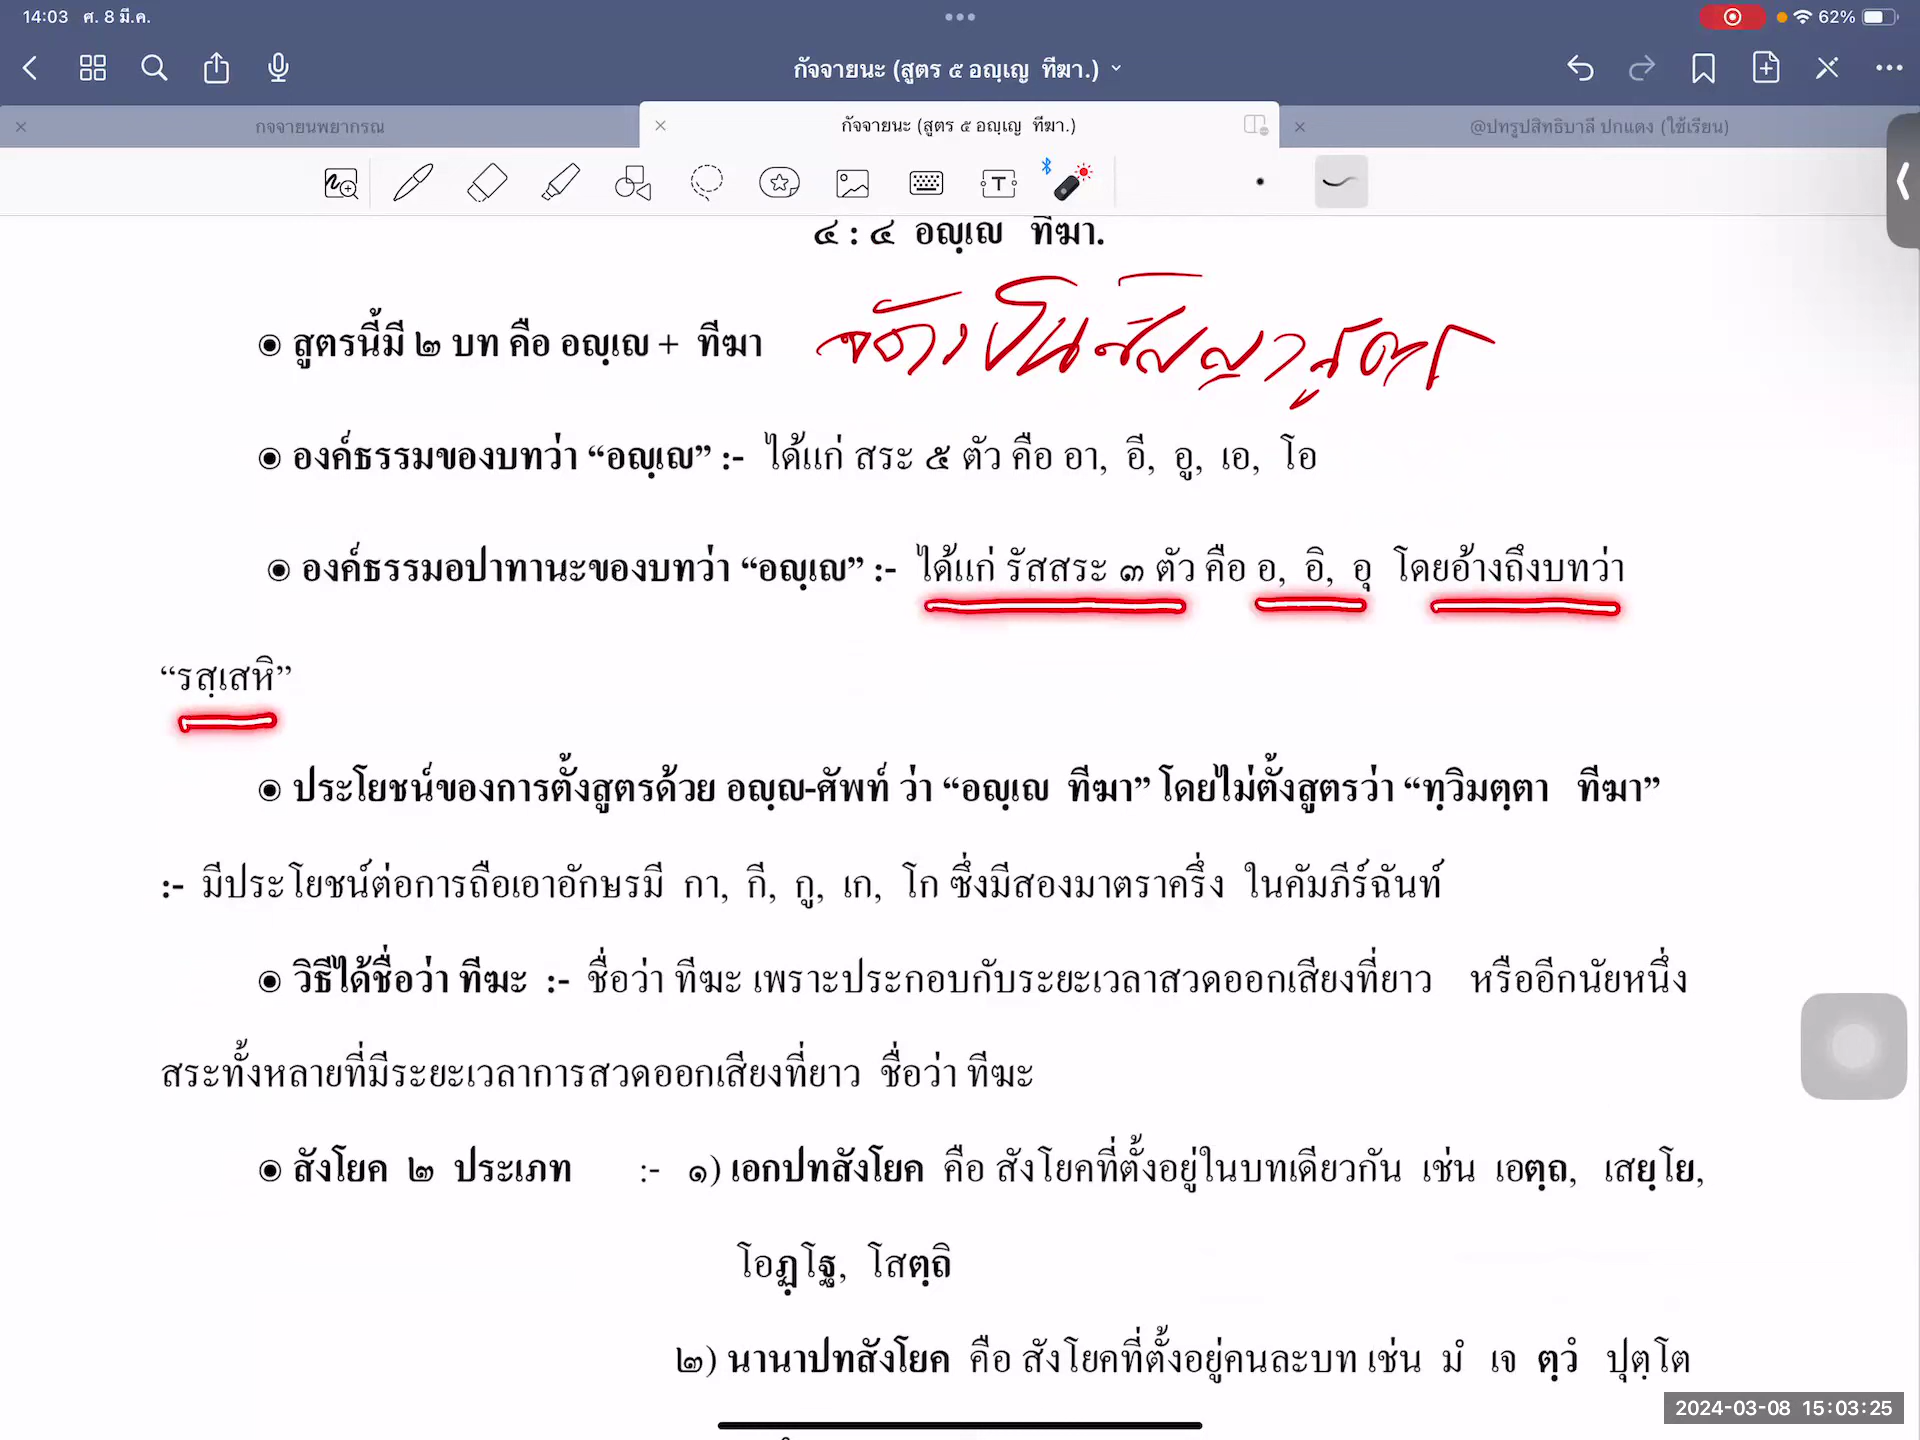 14:03 ศ. 8 มี.ค.
62%
กัจจายนะ (สูตร ๕ อญฺเญ ทีฆา.)
กจจายนพยากรณ
กัจจายนะ (สูตร ๕ อญฺเญ ทีฆา.)
@ปทรูปสิทธิบาลี ปกแดง (ใช้เรียน)
๔ : ๔ อญฺเญ ทีฆา.
◉ สูตรนี้มี ๒ บท คือ อญฺเญ + ทีฆา
จัดเป็นสัญญาสูตร
◉ องค์ธรรมของบทว่า “อญฺเญ” :- ได้แก่ สระ ๕ ตัว คือ อา, อี, อู, เอ, โอ
◉ องค์ธรรมอปาทานะของบทว่า “อญฺเญ” :- ได้แก่ รัสสระ ๓ ตัว คือ อ, อิ, อุ โดยอ้างถึงบทว่า
“รสฺเสหิ”
◉ ประโยชน์ของการตั้งสูตรด้วย อญฺญ-ศัพท์ ว่า “อญฺเญ ทีฆา” โดยไม่ตั้งสูตรว่า “ทฺวิมตฺตา ทีฆา”
:- มีประโยชน์ต่อการถือเอาอักษรมี กา, กี, กู, เก, โก ซึ่งมีสองมาตราครึ่ง ในคัมภีร์ฉันท์
◉ วิธีได้ชื่อว่า ทีฆะ :- ชื่อว่า ทีฆะ เพราะประกอบกับระยะเวลาสวดออกเสียงที่ยาว หรืออีกนัยหนึ่ง
สระทั้งหลายที่มีระยะเวลาการสวดออกเสียงที่ยาว ชื่อว่า ทีฆะ
◉ สังโยค ๒ ประเภท :- ๑) เอกปทสังโยค คือ สังโยคที่ตั้งอยู่ในบทเดียวกัน เช่น เอตฺถ, เสยฺโย,
โอฏฺโฐ, โสตฺถิ
๒) นานาปทสังโยค คือ สังโยคที่ตั้งอยู่คนละบท เช่น มํ เจ ตฺวํ ปุตฺโต
2024-03-08 15:03:25